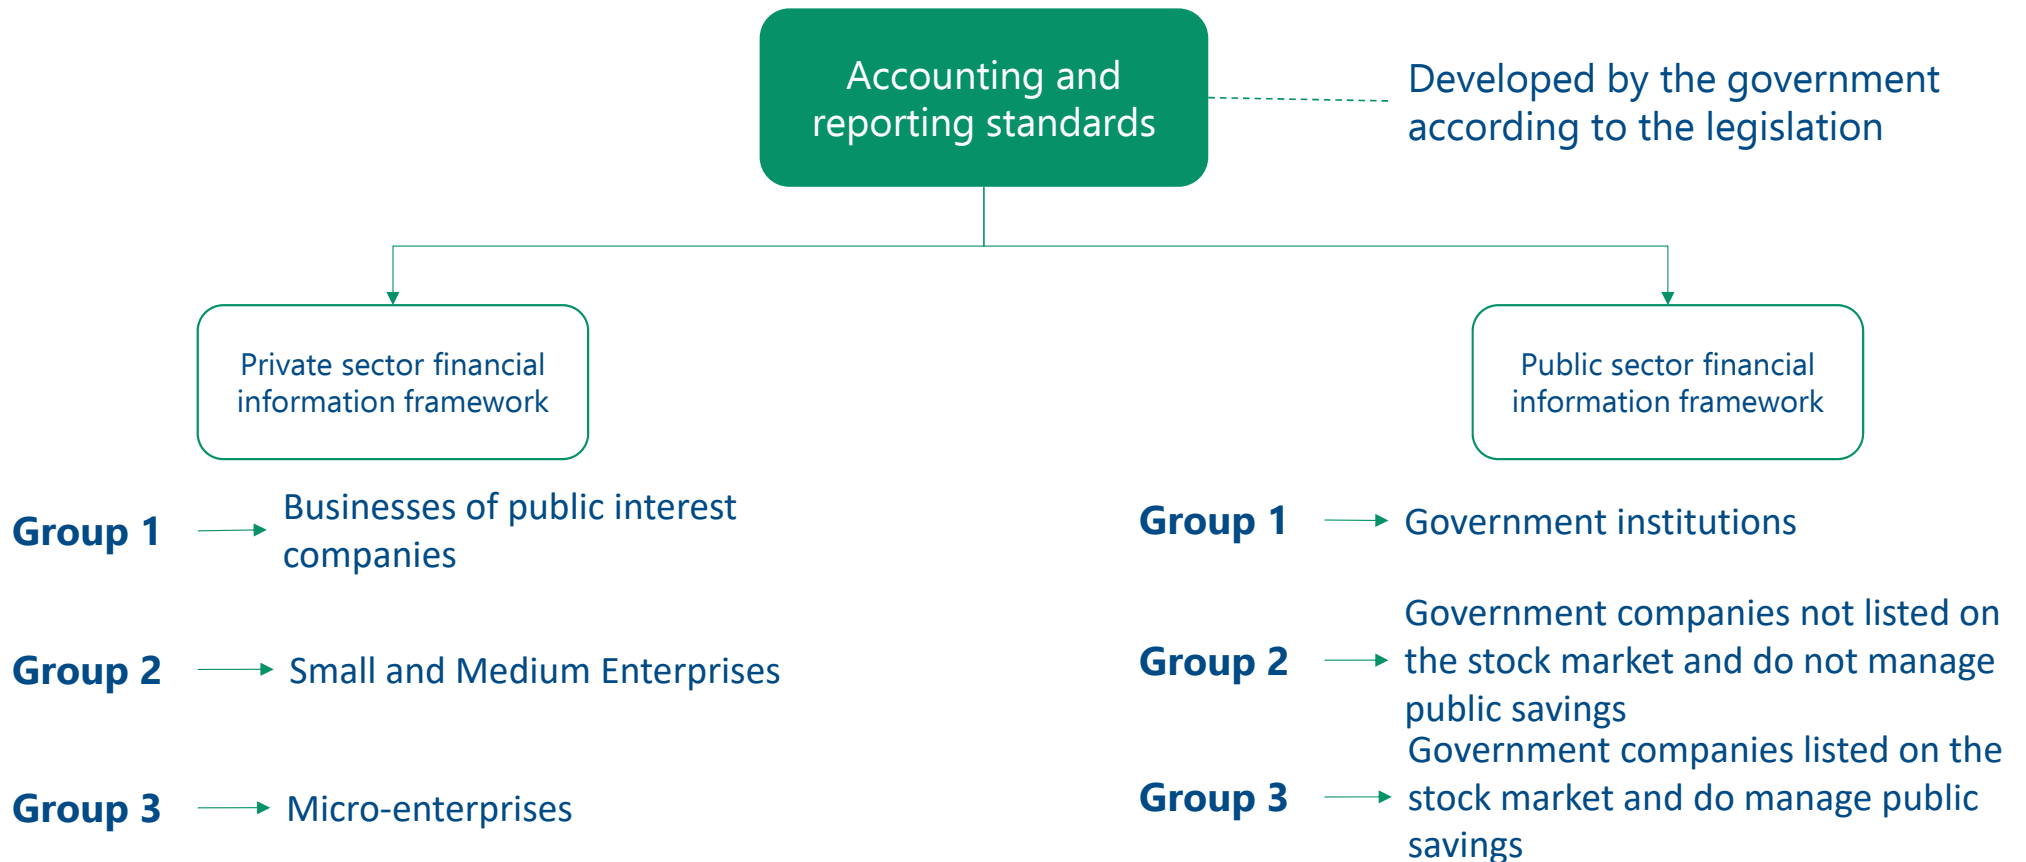 Accounting and
reporting standards
Developed by the government
according to the legislation
Private sector financial
information framework
Public sector financial
information framework
Group 1
Businesses of public interest
companies
Group 2
Small and Medium Enterprises
Group 3
Micro-enterprises
Group 1
Government institutions
Group 2
Government companies not listed on
the stock market and do not manage
public savings
Group 3
Government companies listed on the
stock market and do manage public
savings